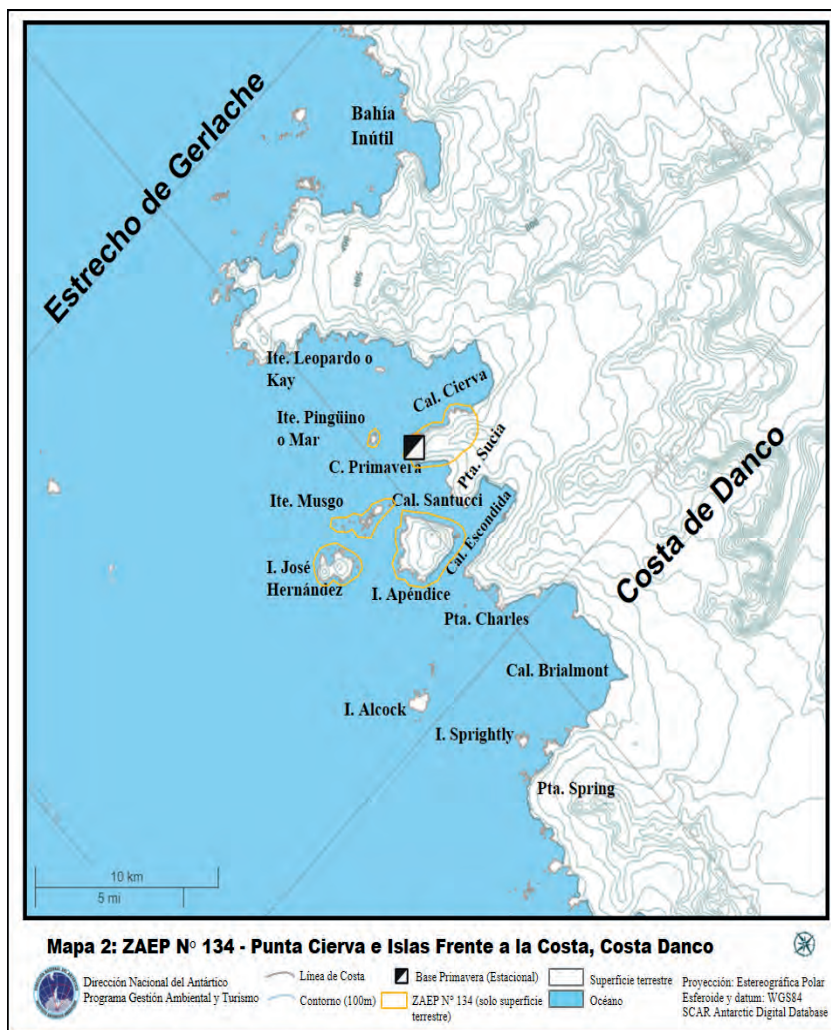 Bahía
Inútil
Estrecho de Gerlache
Ite. Leopardo o
Kay
Cal. Cierva
Ite. Pingüino
o Mar
C. Primavera
Pta. Sucia
Ite. Musgo
Cal. Santucci
Cal. Escondida
Costa de Danco
I. José
Hernández
I. Apéndice
Pta. Charles
Cal. Brialmont
I. Alcock
I. Sprightly
Pta. Spring
10 km
5 mi
Mapa 2: ZAEP Nº 134 - Punta Cierva e Islas Frente a la Costa, Costa Danco
Dirección Nacional del Antártico
Programa Gestión Ambiental y Turismo
Línea de Costa
Contorno (100m)
Base Primavera (Estacional)
ZAEP N° 134 (solo superficie
terrestre)
Superficie terrestre
Océano
Proyección: Estereográfica Polar
Esferoide y datum: WGS84
SCAR Antarctic Digital Database